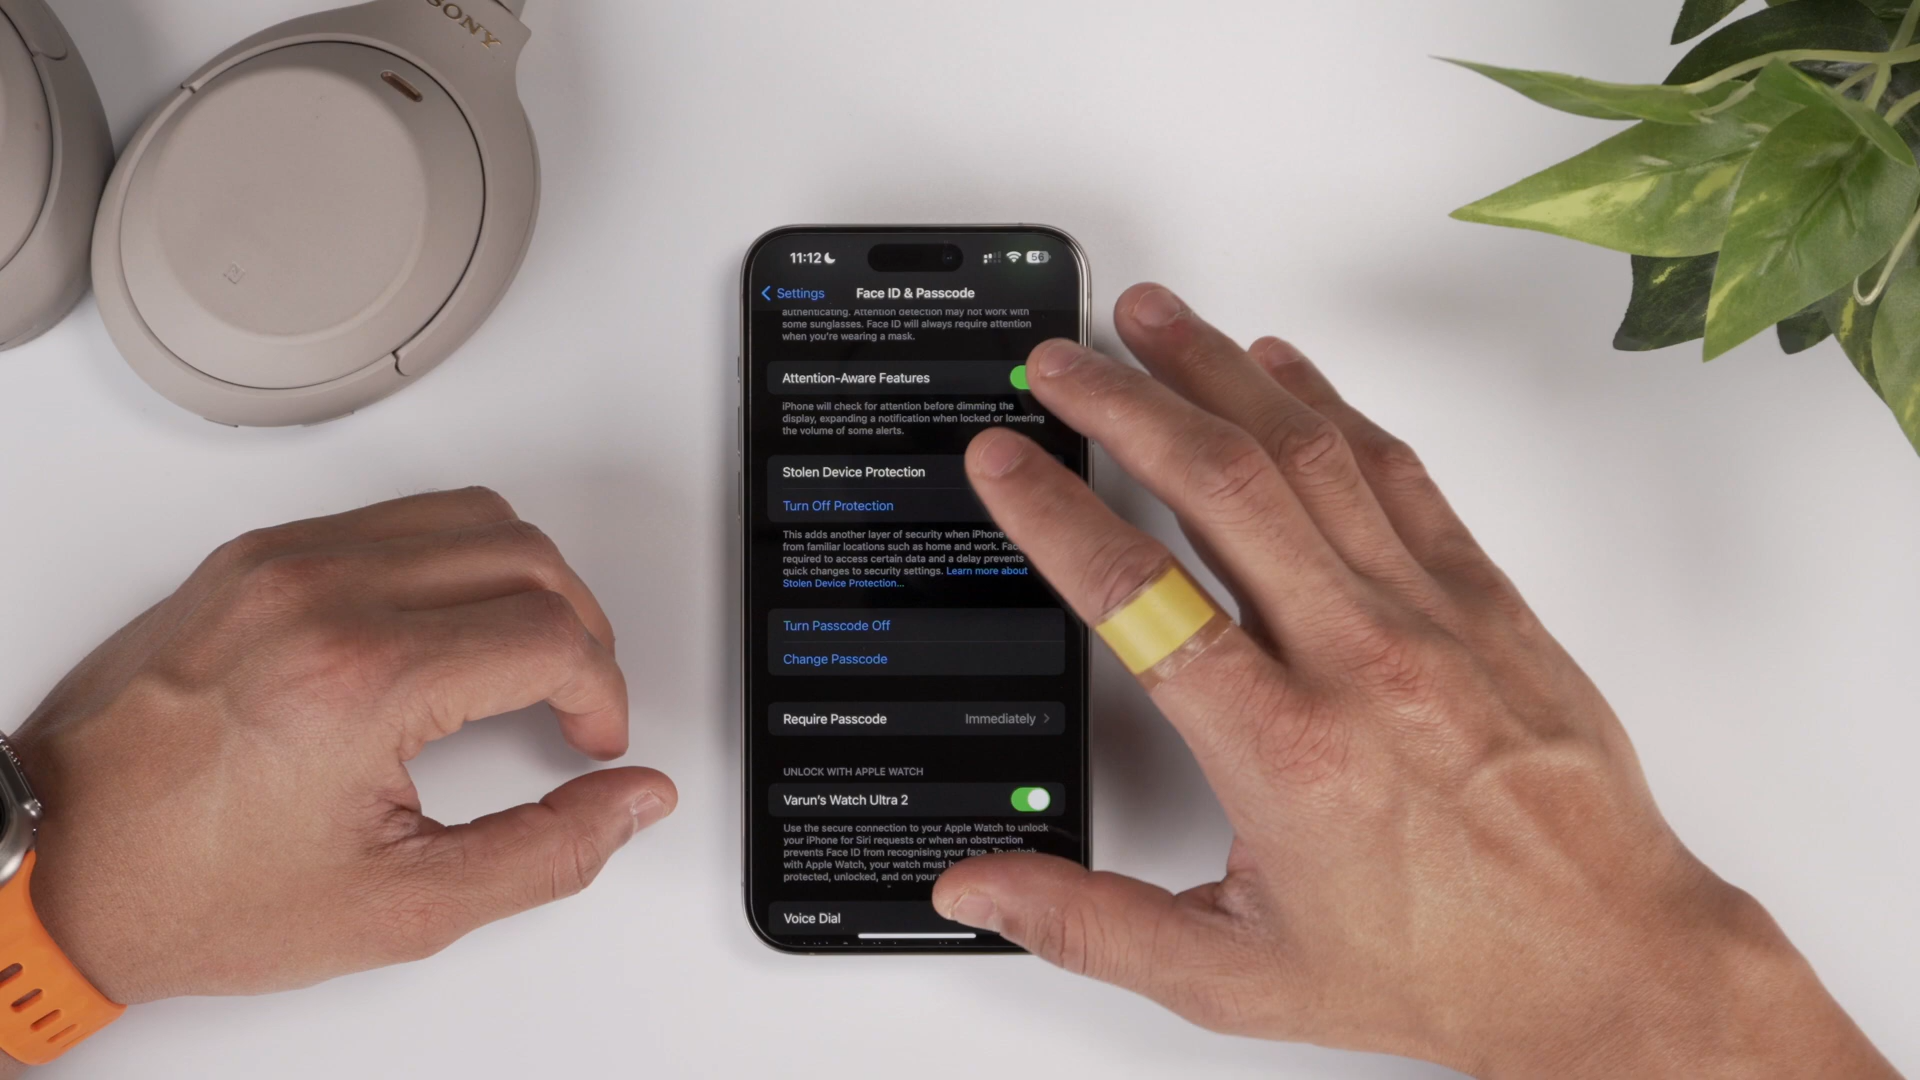 SONY
11:12
56
Settings
Face ID & Passcode
authenticating. Attention detection may not work with
some sunglasses. Face ID will always require attention
when you're wearing a mask.
Attention-Aware Features
iPhone will check for attention before dimming the
display, expanding a notification when locked or lowering
the volume of some alerts.
Stolen Device Protection
Turn Off Protection
This adds another layer of security when iPhone
from familiar locations such as home and work.
required to access certain data and a delay prevents
quick changes to security settings. Learn more about
Stolen Device Protection...
Turn Passcode Off
Change Passcode
Require Passcode
Immediately
UNLOCK WITH APPLE WATCH
Varun's Watch Ultra 2
Use the secure connection to your Apple Watch to unlock
your iPhone for Siri requests or when an obstruction
prevents Face ID from recognising your face. To unlock
with Apple Watch, your watch must
protected, unlocked, and on your
Voice Dial